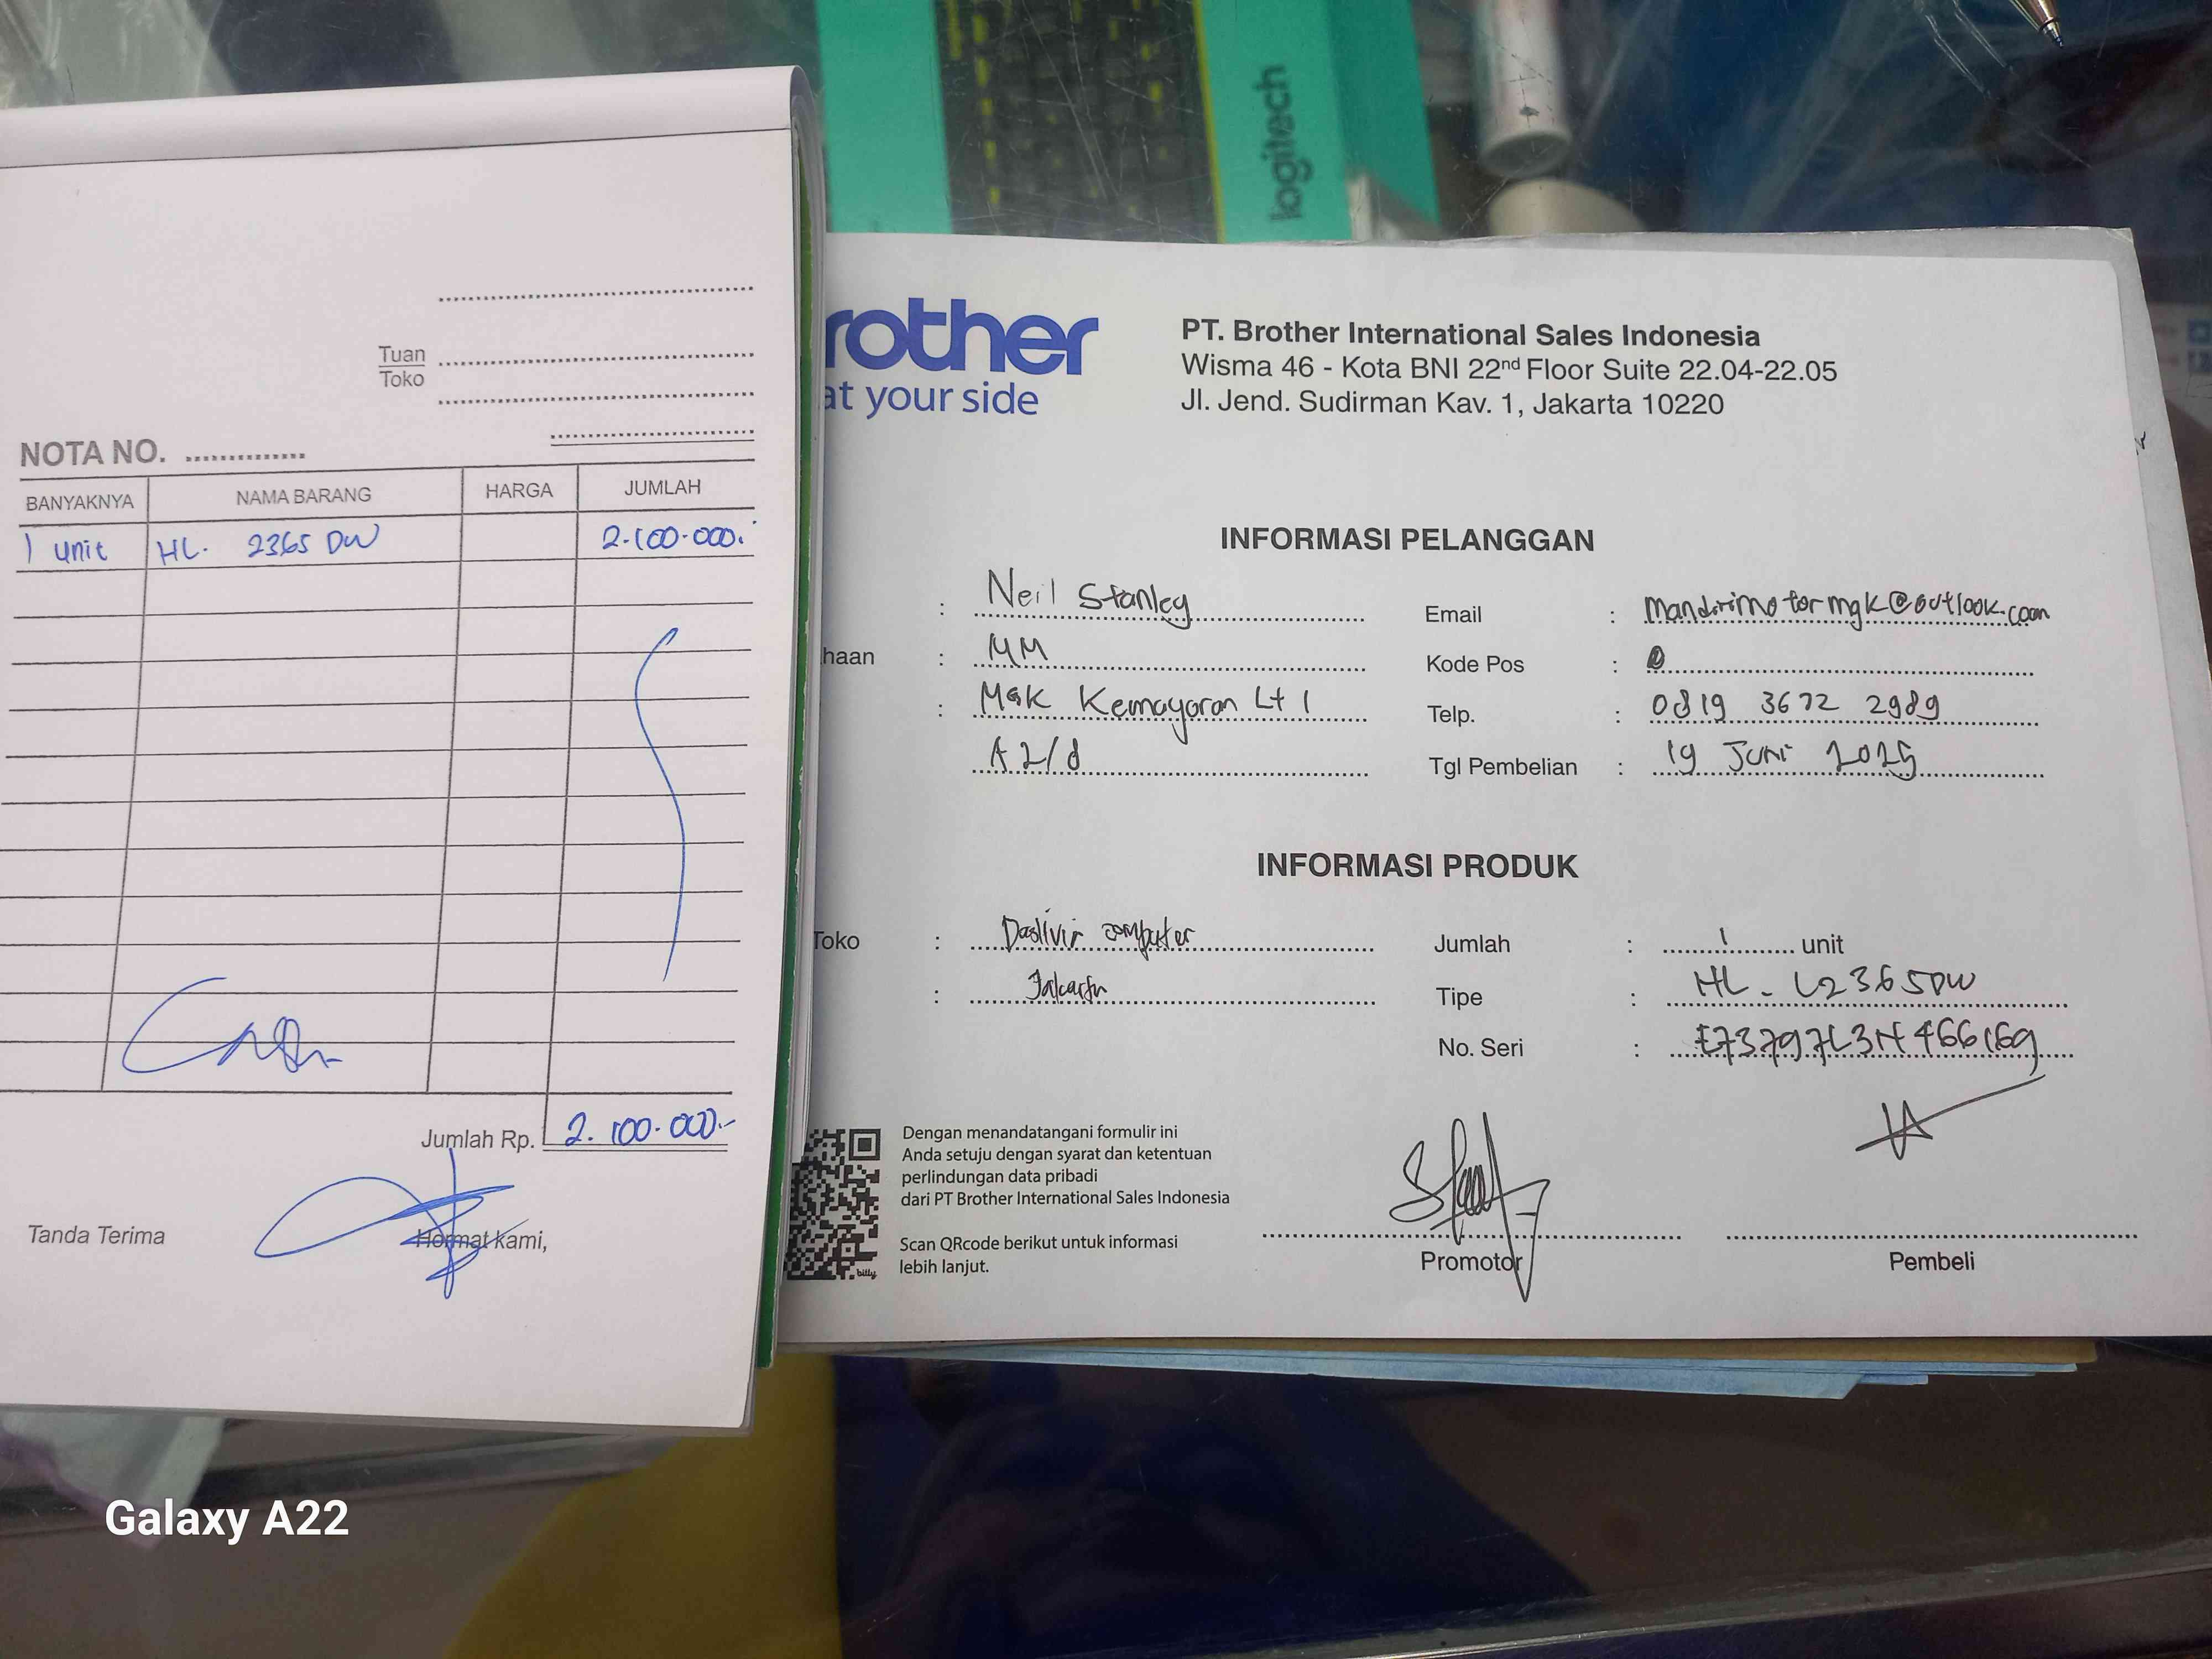 logitech
Tuan
Toko
NOTA NO.
BANYAKNYA NAMA BARANG HARGA JUMLAH
1 unit HL. 2365 DW 2.100.000.
Jumlah Rp. 2.100.000.-
Tanda Terima Hormat kami,
rother
at your side
PT. Brother International Sales Indonesia
Wisma 46 - Kota BNI 22nd Floor Suite 22.04-22.05
Jl. Jend. Sudirman Kav. 1, Jakarta 10220
INFORMASI PELANGGAN
: Neil Stanley Email : mandirimotormgk@outlook.com
haan : MM Kode Pos :
: MGK Kemayoran Lt 1 Telp. : 0819 3672 2989
A2/8 Tgl Pembelian : 19 Juni 2025
INFORMASI PRODUK
Toko : computer Jumlah : 1 unit
: Jakarta Tipe : HL - L2365DW
No. Seri :
Dengan menandatangani formulir ini
Anda setuju dengan syarat dan ketentuan
perlindungan data pribadi
dari PT Brother International Sales Indonesia
Scan QRcode berikut untuk informasi
lebih lanjut.
bitly
Promotor Pembeli
Galaxy A22